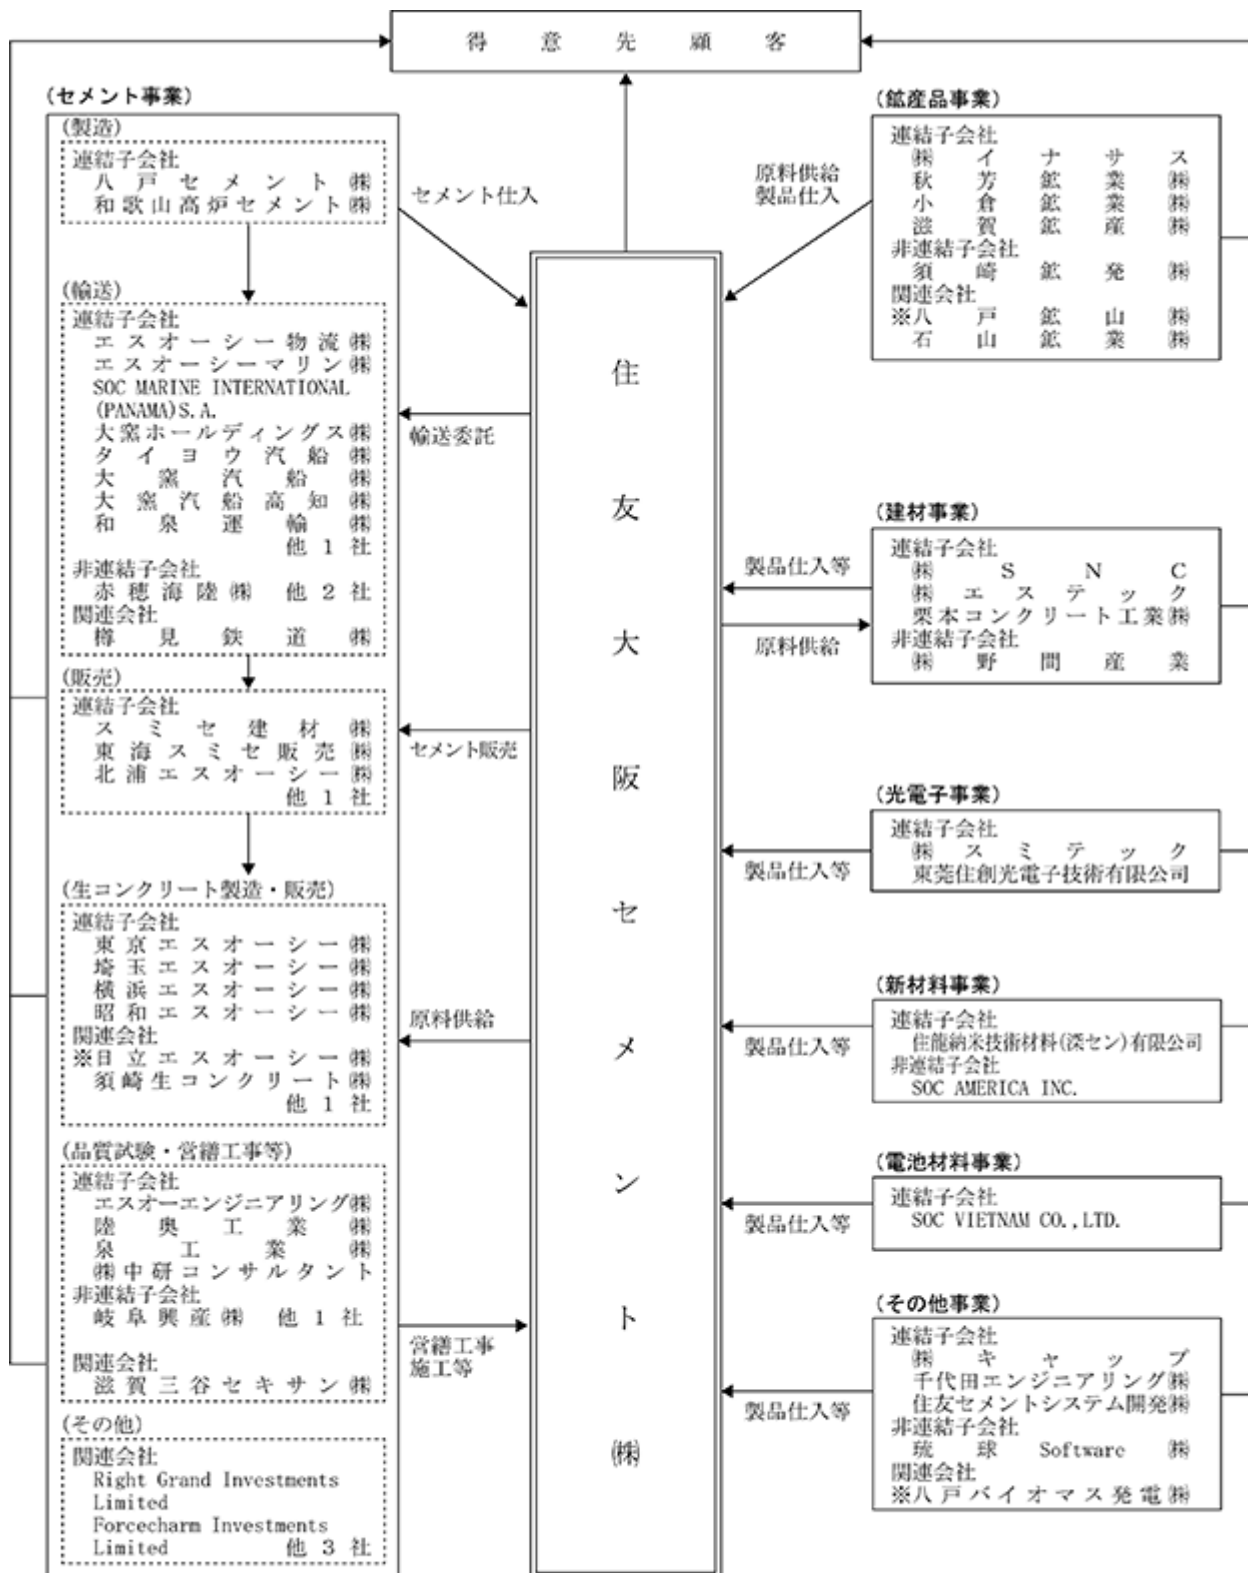 得意先顧客
(セメント事業)
(製造)
連結子会社
八戸セメント㈱
和歌山高炉セメント㈱
セメント仕入
(輸送)
連結子会社
エスオーシー物流㈱
エスオーシーマリン㈱
SOC MARINE INTERNATIONAL
(PANAMA)S.A.
大窯ホールディングス㈱
タイヨウ汽船㈱
大窯汽船㈱
大窯汽船高知㈱
和泉運輸㈱
他1社
非連結子会社
赤穂海陸㈱ 他2社
関連会社
樽見鉄道㈱
輸送委託
(販売)
連結子会社
スミセ建材㈱
東海スミセ販売㈱
北浦エスオーシー㈱
他1社
セメント販売
(生コンクリート製造・販売)
連結子会社
東京エスオーシー㈱
埼玉エスオーシー㈱
横浜エスオーシー㈱
昭和エスオーシー㈱
関連会社
※日立エスオーシー㈱
須崎生コンクリート㈱
他1社
原料供給
(品質試験・営繕工事等)
連結子会社
エスオーエンジニアリング㈱
陸奥工業㈱
泉工業㈱
㈱中研コンサルタント
非連結子会社
岐阜興産㈱ 他1社
関連会社
滋賀三谷セキサン㈱
営繕工事
施工等
(その他)
関連会社
Right Grand Investments
Limited
Forcecharm Investments
Limited 他3社
住友大阪セメント㈱
(鉱産品事業)
連結子会社
㈱イナサス
秋芳鉱業㈱
小倉鉱業㈱
滋賀鉱産㈱
非連結子会社
須崎鉱発㈱
関連会社
※八戸鉱山㈱
石山鉱業㈱
原料供給
製品仕入
(建材事業)
連結子会社
㈱SNC
㈱エステック
栗本コンクリート工業㈱
非連結子会社
㈱野間産業
製品仕入等
原料供給
(光電子事業)
連結子会社
㈱スミテック
東莞住創光電子技術有限公司
製品仕入等
(新材料事業)
連結子会社
住龍納米技術材料(深セン)有限公司
非連結子会社
SOC AMERICA INC.
製品仕入等
(電池材料事業)
連結子会社
SOC VIETNAM CO.,LTD.
製品仕入等
(その他事業)
連結子会社
㈱キャップ
千代田エンジニアリング㈱
住友セメントシステム開発㈱
非連結子会社
琉球 Software ㈱
関連会社
※八戸バイオマス発電㈱
製品仕入等